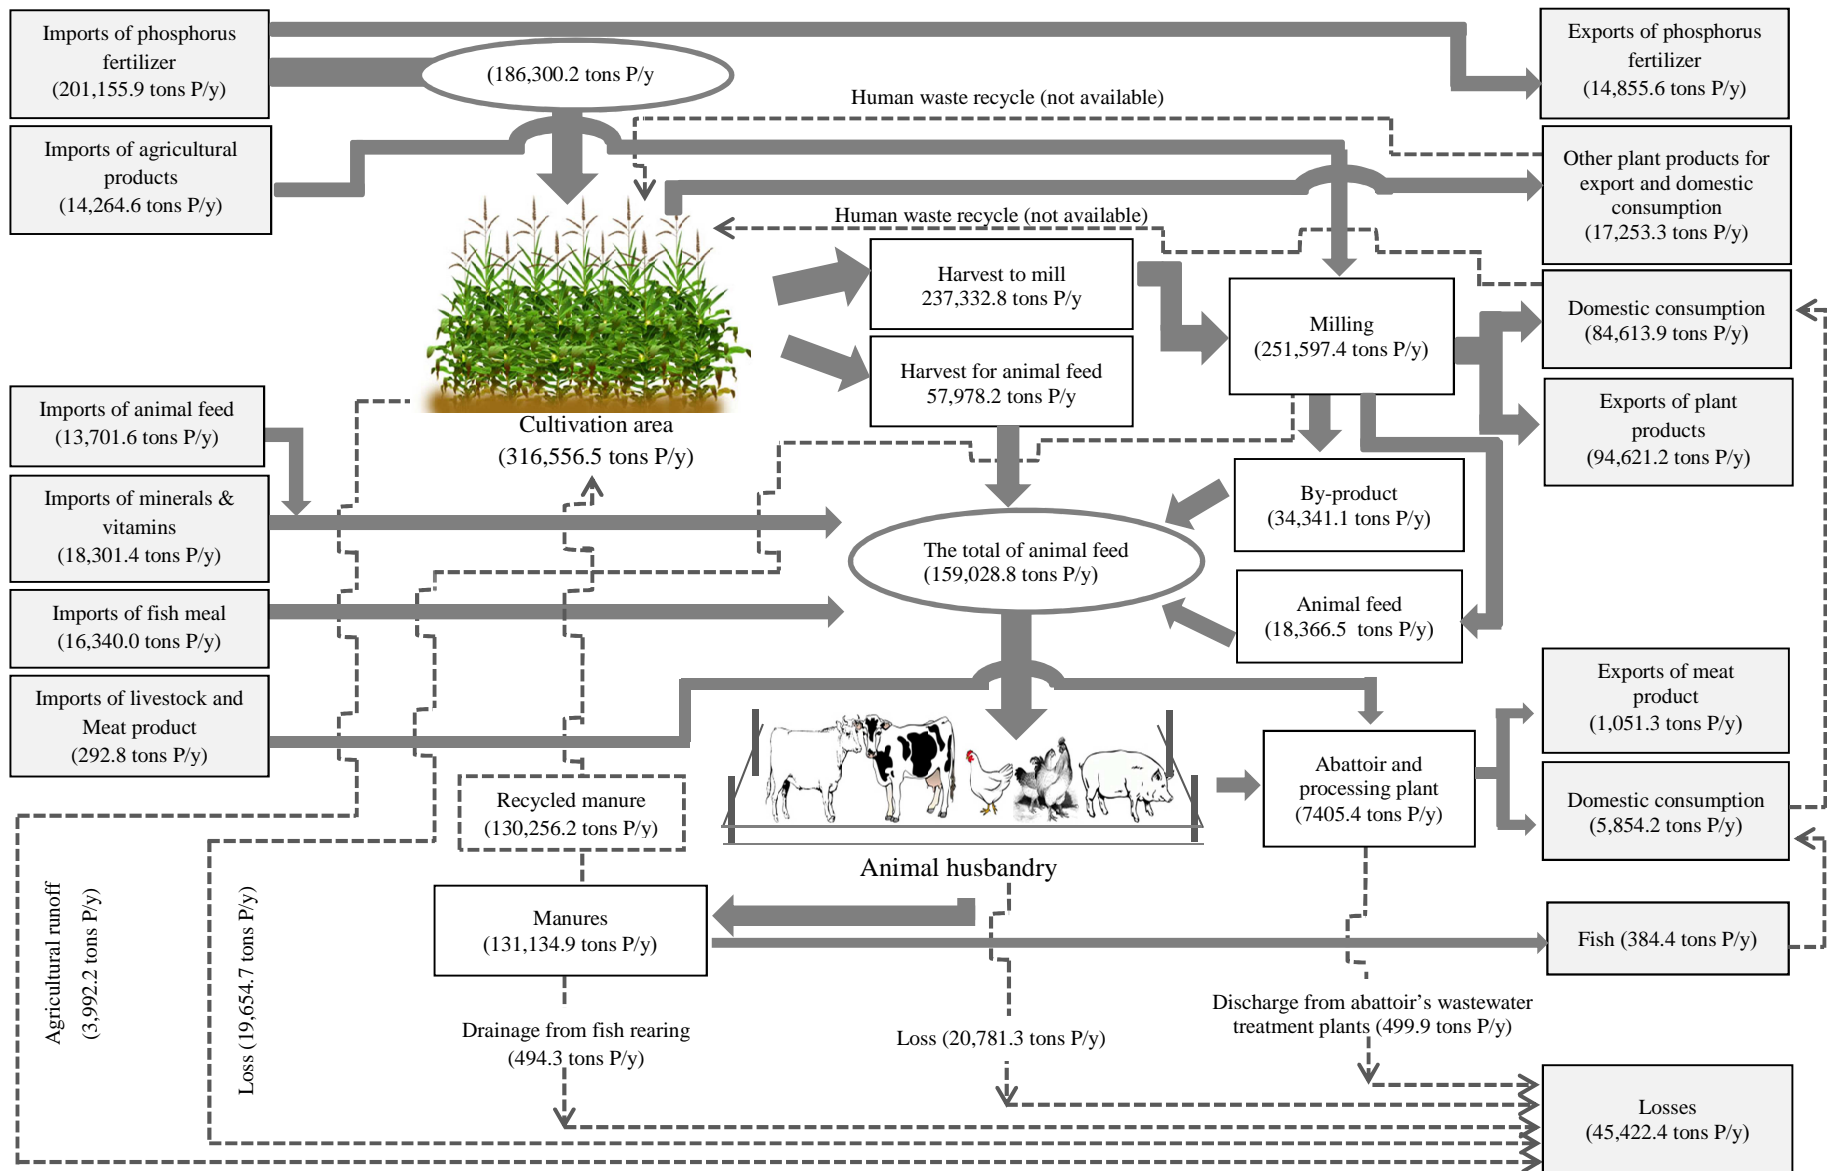 Imports of phosphorus
fertilizer
(201,155.9 tons P/y)
(186,300.2 tons P/y
Exports of phosphorus
fertilizer
(14,855.6 tons P/y)
Human waste recycle (not available)
Imports of agricultural
products
(14,264.6 tons P/y)
Other plant products for
export and domestic
consumption
(17,253.3 tons P/y)
Human waste recycle (not available)
Harvest to mill
237,332.8 tons P/y
Milling
(251,597.4 tons P/y)
Domestic consumption
(84,613.9 tons P/y)
Harvest for animal feed
57,978.2 tons P/y
Exports of plant
products
(94,621.2 tons P/y)
Imports of animal feed
(13,701.6 tons P/y)
Cultivation area
(316,556.5 tons P/y)
Imports of minerals &
vitamins
(18,301.4 tons P/y)
By-product
(34,341.1 tons P/y)
The total of animal feed
(159,028.8 tons P/y)
Imports of fish meal
(16,340.0 tons P/y)
Animal feed
(18,366.5  tons P/y)
Imports of livestock and
Meat product
(292.8 tons P/y)
Exports of meat
product
(1,051.3 tons P/y)
Recycled manure
(130,256.2 tons P/y)
Abattoir and
processing plant
(7405.4 tons P/y)
Domestic consumption
(5,854.2 tons P/y)
Animal husbandry
Agricultural runoff
(3,992.2 tons P/y)
Loss (19,654.7 tons P/y)
Manures
(131,134.9 tons P/y)
Fish (384.4 tons P/y)
Drainage from fish rearing
(494.3 tons P/y)
Loss (20,781.3 tons P/y)
Discharge from abattoir’s wastewater
treatment plants (499.9 tons P/y)
Losses
(45,422.4 tons P/y)